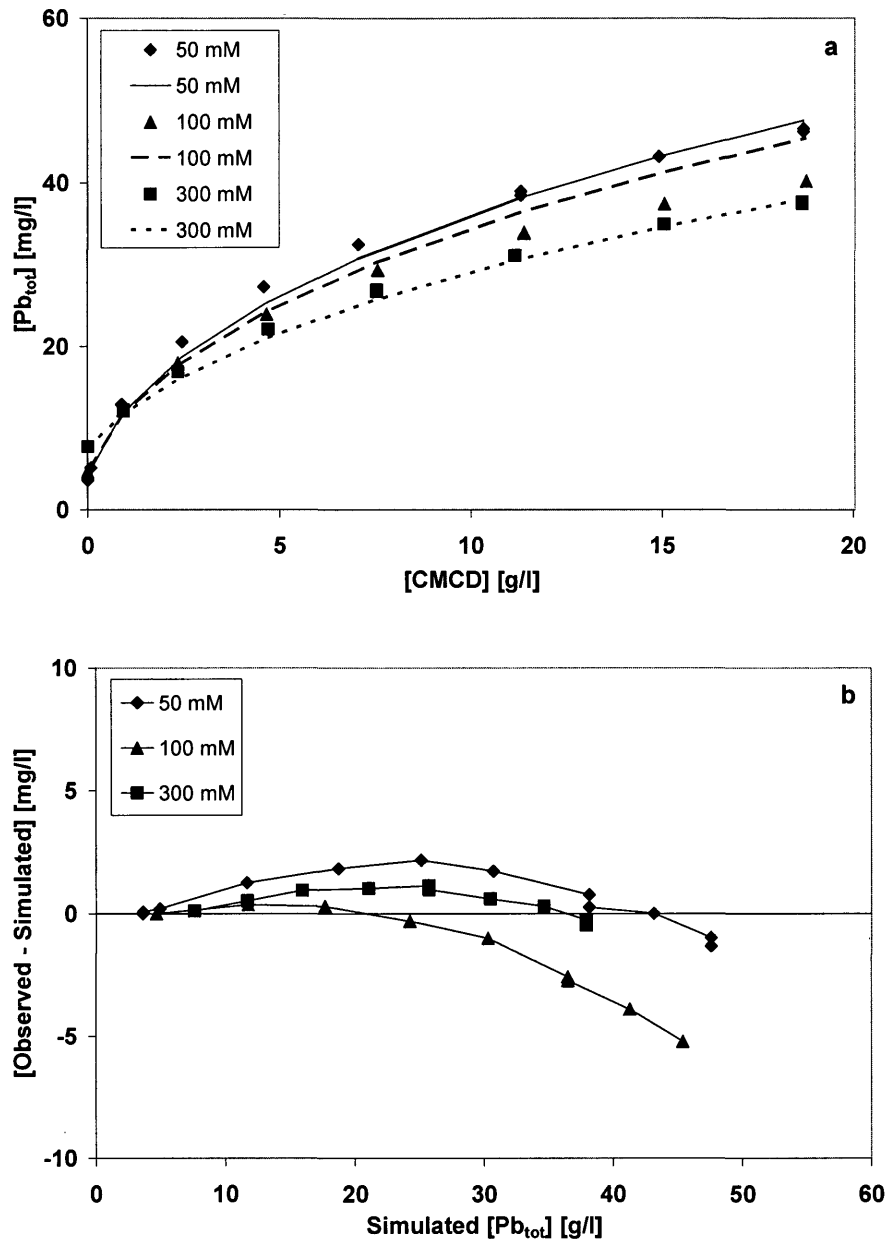 60
a
50 mM
50 mM
100 mM
100 mM
300 mM
300 mM
40
20
0
[Pb_tot] [mg/l]
0 5 10 15 20
[CMCD] [g/l]
10
b
50 mM
100 mM
300 mM
5
0
-5
-10
[Observed - Simulated] [mg/l]
0 10 20 30 40 50 60
Simulated [Pb_tot] [g/l]